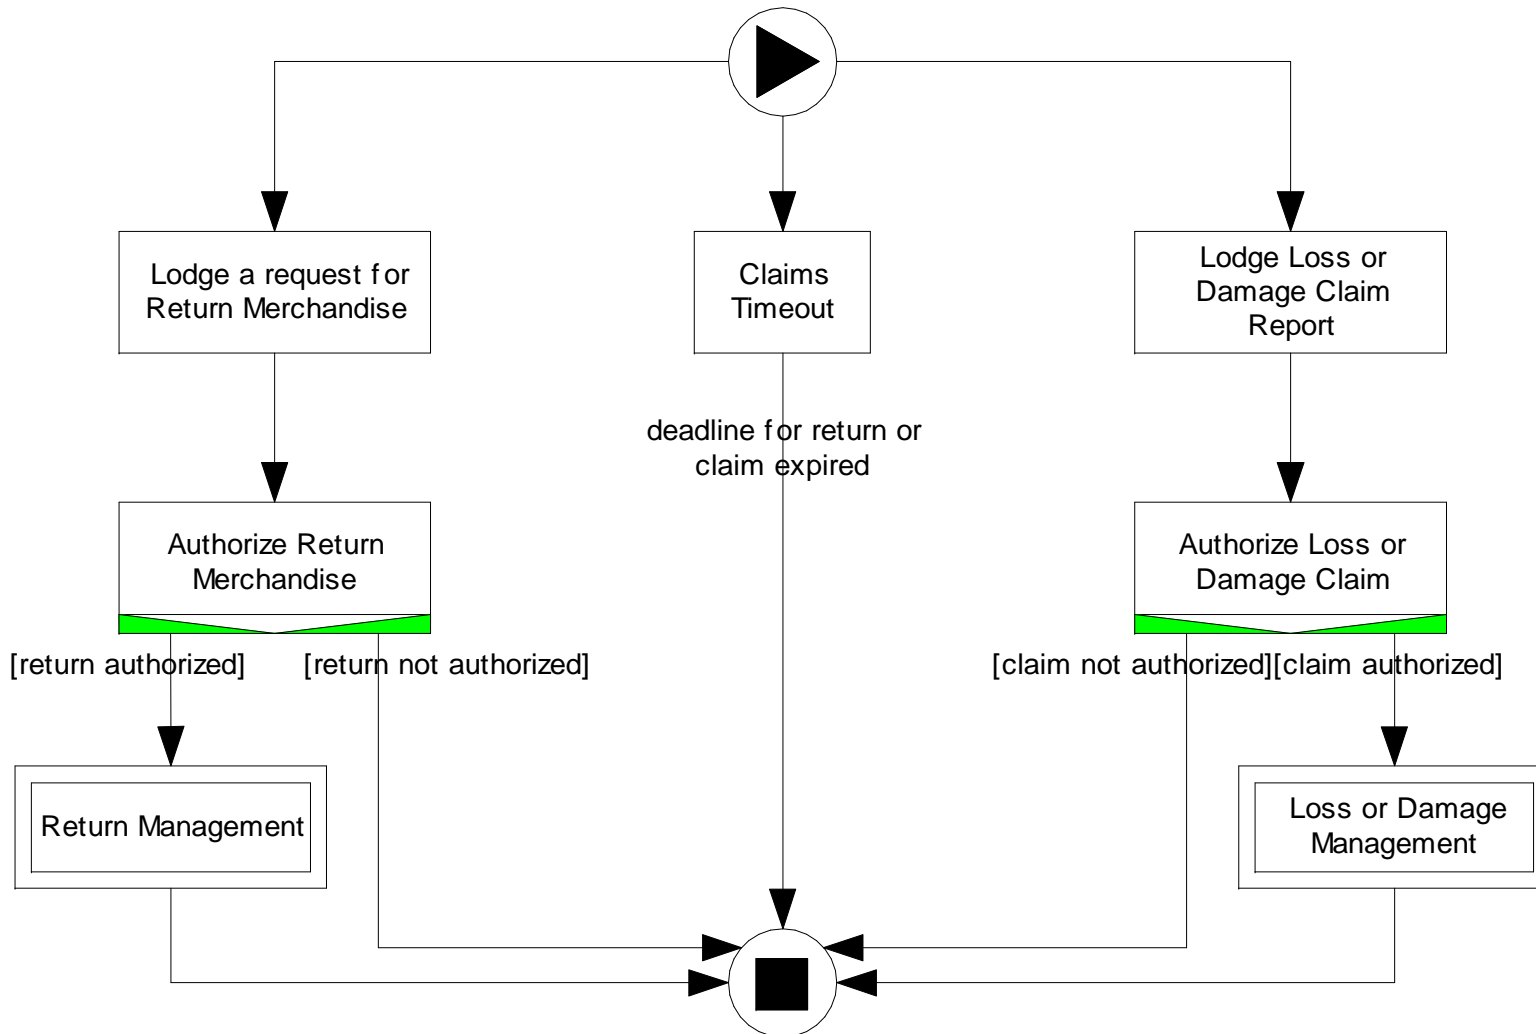 Lodge a request for
Return Merchandise
Claims
Timeout
Lodge Loss or
Damage Claim
Report
deadline for return or
claim expired
Authorize Return
Merchandise
Authorize Loss or
Damage Claim
[return authorized]
[return not authorized]
[claim not authorized][claim authorized]
Return Management
Loss or Damage
Management